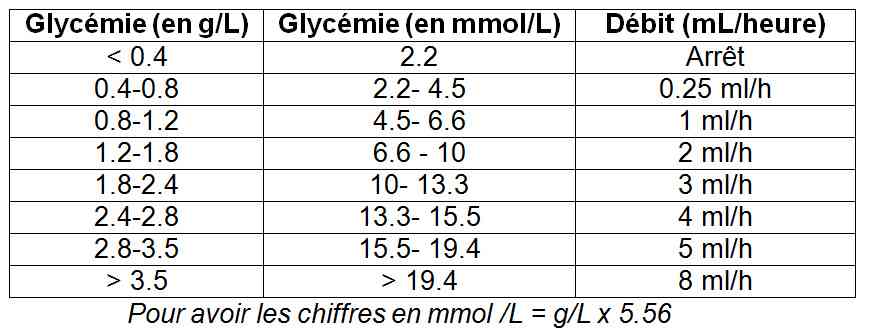 Glycémie (en g/L) Glycémie (en mmol/L) Débit (mL/heure)
< 0.4 2.2 Arrêt
0.4-0.8 2.2- 4.5 0.25 ml/h
0.8-1.2 4.5- 6.6 1 ml/h
1.2-1.8 6.6 - 10 2 ml/h
1.8-2.4 10- 13.3 3 ml/h
2.4-2.8 13.3- 15.5 4 ml/h
2.8-3.5 15.5- 19.4 5 ml/h
> 3.5 > 19.4 8 ml/h
Pour avoir les chiffres en mmol /L = g/L x 5.56